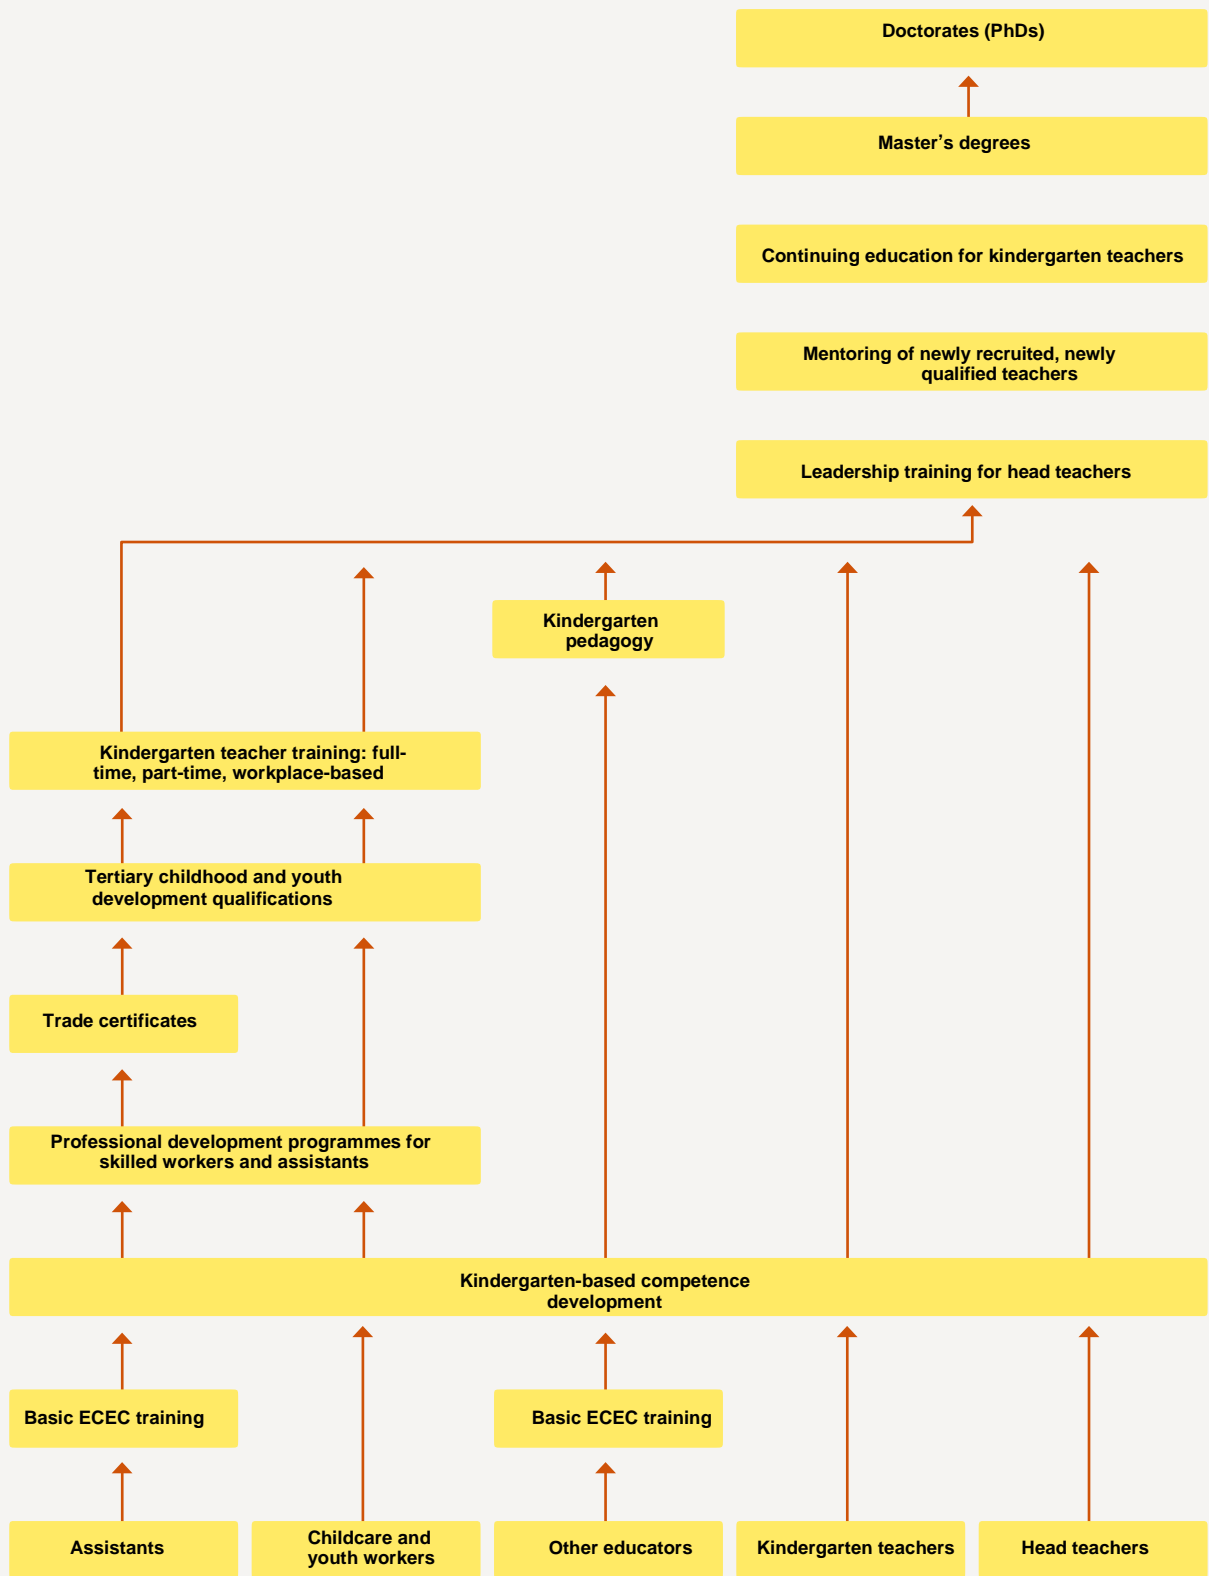 Doctorates (PhDs)
Master’s degrees
Continuing education for kindergarten teachers
Mentoring of newly recruited, newly
qualified teachers
Leadership training for head teachers
Kindergarten
pedagogy
Kindergarten teacher training: full-
time, part-time, workplace-based
Tertiary childhood and youth
development qualifications
Trade certificates
Professional development programmes for
skilled workers and assistants
Kindergarten-based competence
development
Basic ECEC training
Basic ECEC training
Assistants
Childcare and
youth workers
Other educators
Kindergarten teachers
Head teachers